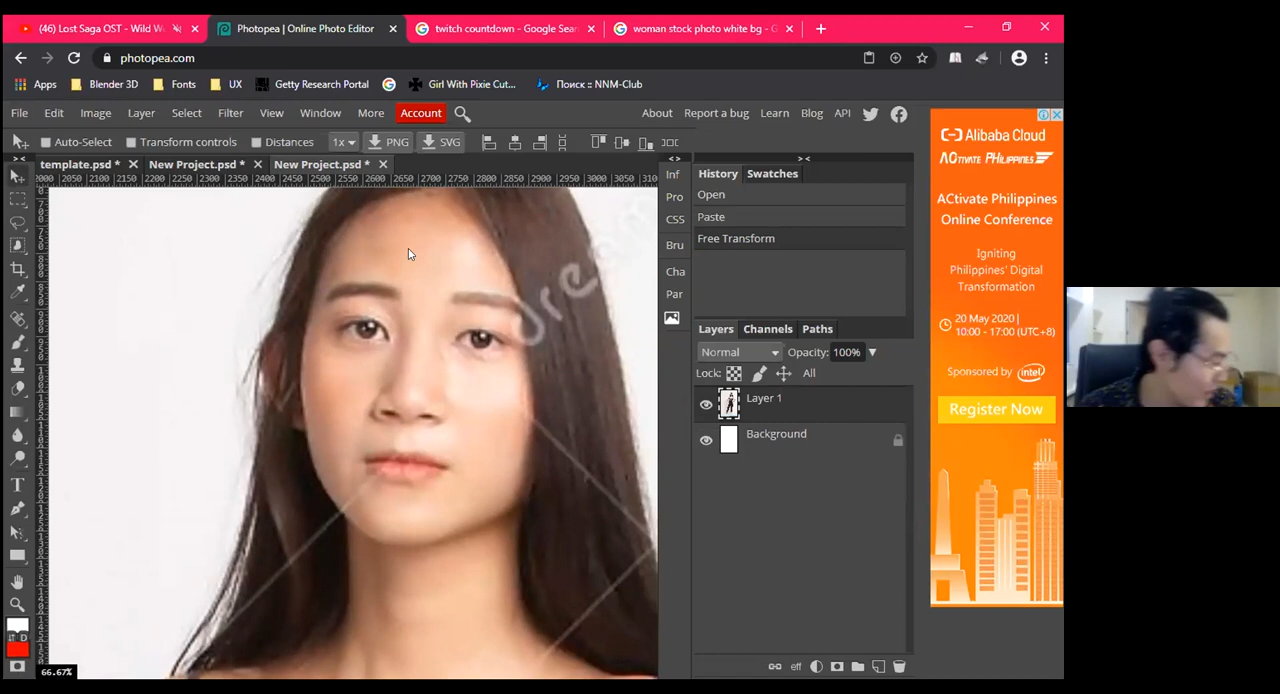 (46) Lost Saga OST - Wild W
Photopea | Online Photo Editor
twitch countdown - Google Sear
woman stock photo white bg - G
photopea.com
Apps
Blender 3D
Fonts
UX
Getty Research Portal
Girl With Pixie Cut...
Поиск :: NNM-Club
File
Edit
Image
Layer
Select
Filter
View
Window
More
Account
About
Report a bug
Learn
Blog
API
Auto-Select
Transform controls
Distances
1x
PNG
SVG
template.psd *
New Project.psd *
New Project.psd *
2000 2050 2100 2150 2200 2250 2300 2350 2400 2450 2500 2550 2600 2650 2700 2750 2800 2850 2900 2950 3000 3050 310
Inf
Pro
CSS
Bru
Cha
Par
History
Swatches
Open
Paste
Free Transform
Layers
Channels
Paths
Normal
Opacity: 100%
Lock:
All
Layer 1
Background
eff
D
66.67%
dream
Alibaba Cloud
ACtivate PHilippines
ACtivate Philippines
Online Conference
Igniting
Philippines' Digital
Transformation
20 May 2020 |
10:00 - 17:00 (UTC+8)
Sponsored by intel
Register Now